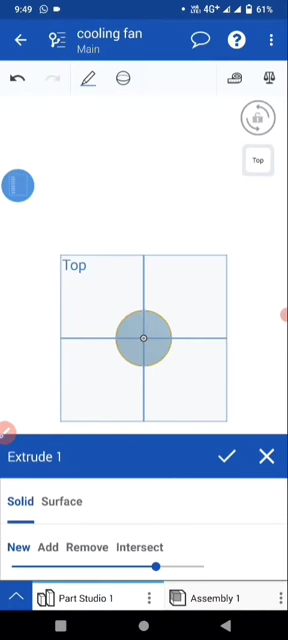 9:49 4G+ 61%
cooling fan
Main
Top
Top
Extrude 1
Solid Surface
New Add Remove Intersect
Part Studio 1 Assembly 1